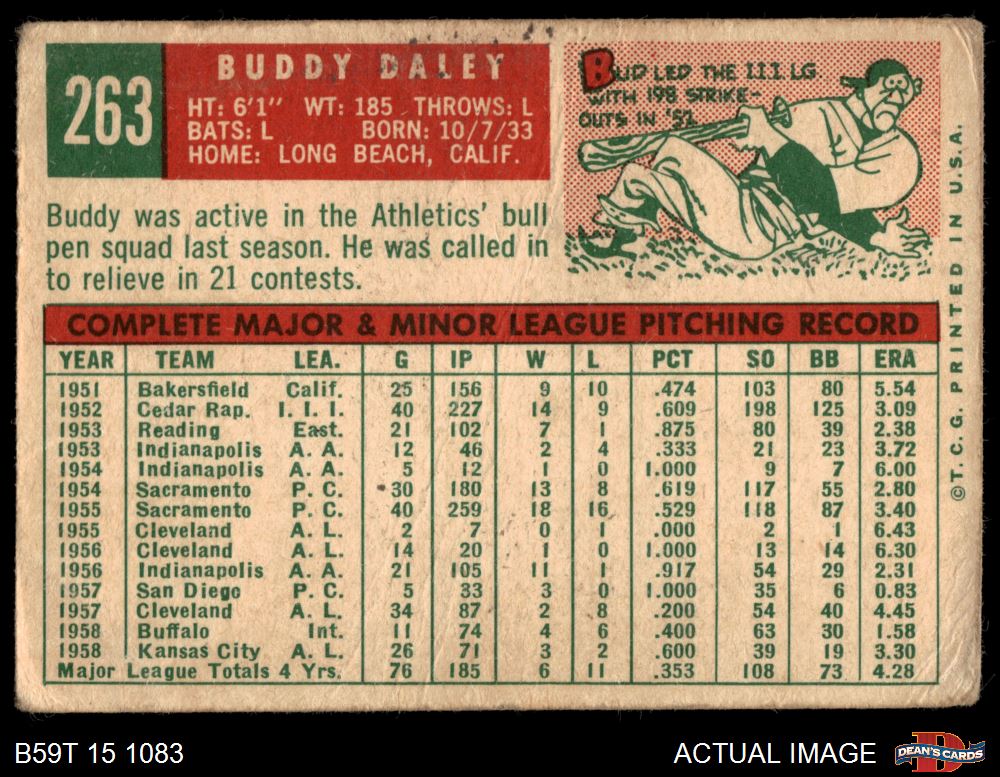 263
BUDDY DALEY
HT: 6'1" WT: 185 THROWS: L
BATS: L BORN: 10/7/33
HOME: LONG BEACH, CALIF.
BUD LED THE III LG
WITH 198 STRIKE-
OUTS IN '51
Buddy was active in the Athletics' bull
pen squad last season. He was called in
to relieve in 21 contests.
COMPLETE MAJOR & MINOR LEAGUE PITCHING RECORD
YEAR TEAM LEA. G IP W L PCT SO BB ERA
1951 Bakersfield Calif. 25 156 9 10 .474 103 80 5.54
1952 Cedar Rap. I. I. I. 40 227 14 9 .609 198 125 3.09
1953 Reading East. 21 102 7 1 .875 80 39 2.38
1953 Indianapolis A. A. 12 46 2 4 .333 21 23 3.72
1954 Indianapolis A. A. 5 12 1 0 1.000 9 7 6.00
1954 Sacramento P. C. 30 180 13 8 .619 117 55 2.80
1955 Sacramento P. C. 40 259 18 16 .529 118 87 3.40
1955 Cleveland A. L. 2 7 0 1 .000 2 1 6.43
1956 Cleveland A. L. 14 20 1 0 1.000 13 14 6.30
1956 Indianapolis A. A. 21 105 11 1 .917 54 29 2.31
1957 San Diego P. C. 5 33 3 0 1.000 35 6 0.83
1957 Cleveland A. L. 34 87 2 8 .200 54 40 4.45
1958 Buffalo Int. 11 74 4 6 .400 63 30 1.58
1958 Kansas City A. L. 26 71 3 2 .600 39 19 3.30
Major League Totals 4 Yrs. 76 185 6 11 .353 108 73 4.28
©T. C. G. PRINTED IN U.S.A.
B59T 15 1083
ACTUAL IMAGE
D
DEAN'S CARDS